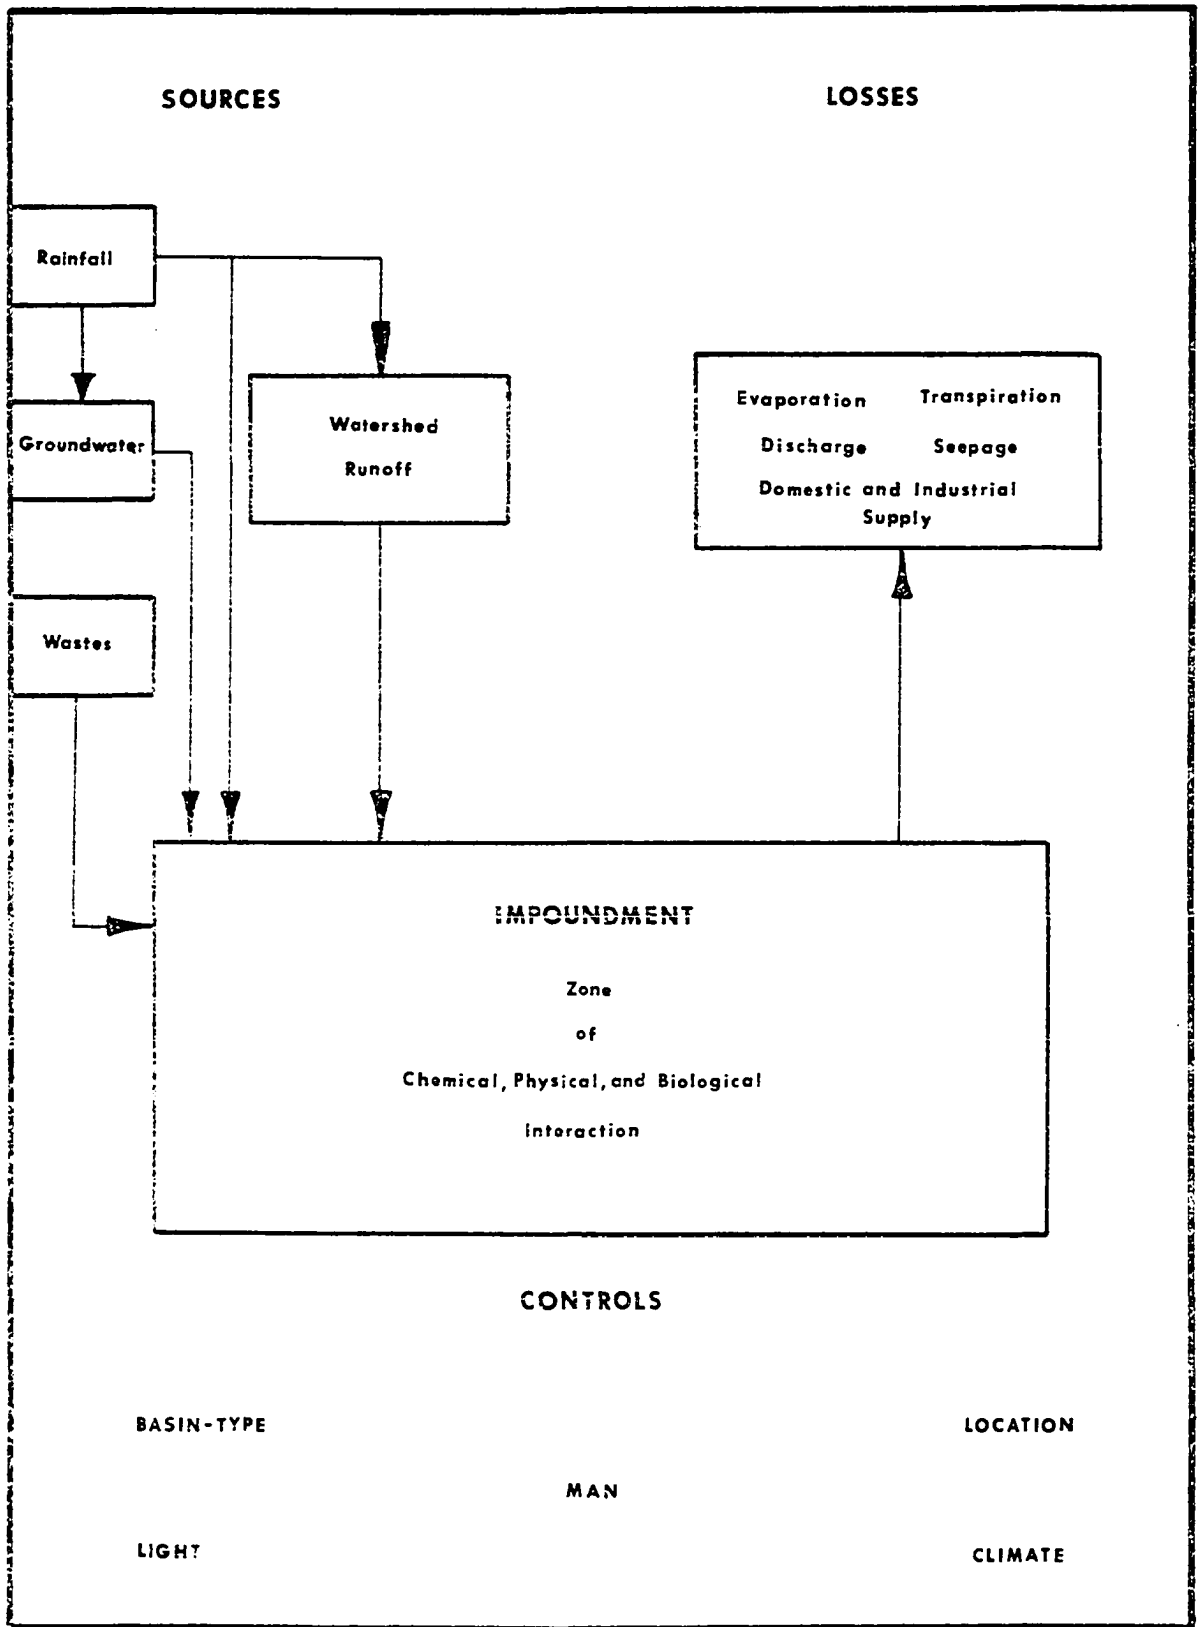 SOURCES
LOSSES
Rainfall
Groundwater
Watershed
Runoff
Wastes
Evaporation Transpiration
Discharge Seepage
Domestic and Industrial
Supply
IMPOUNDMENT
Zone
of
Chemical, Physical, and Biological
Interaction
CONTROLS
BASIN-TYPE
LOCATION
MAN
LIGHT
CLIMATE